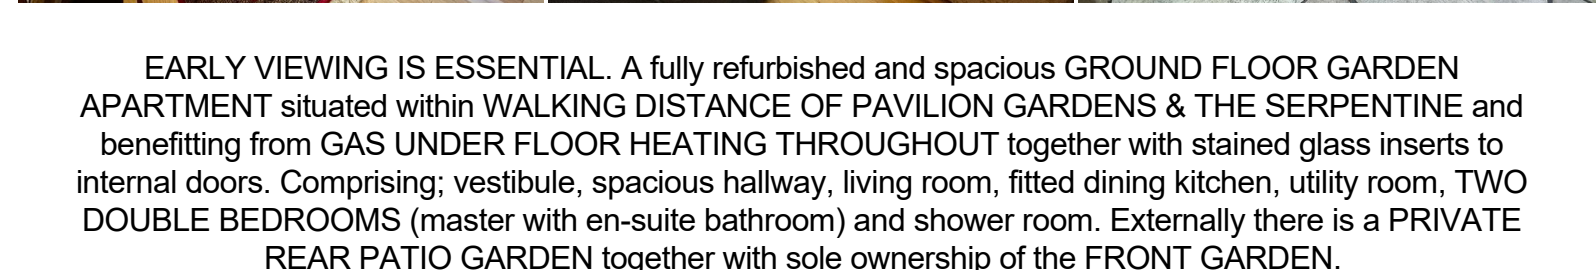 EARLY VIEWING IS ESSENTIAL. A fully refurbished and spacious GROUND FLOOR GARDEN
APARTMENT situated within WALKING DISTANCE OF PAVILION GARDENS & THE SERPENTINE and
benefitting from GAS UNDER FLOOR HEATING THROUGHOUT together with stained glass inserts to
internal doors. Comprising; vestibule, spacious hallway, living room, fitted dining kitchen, utility room, TWO
DOUBLE BEDROOMS (master with en-suite bathroom) and shower room. Externally there is a PRIVATE
REAR PATIO GARDEN together with sole ownership of the FRONT GARDEN.